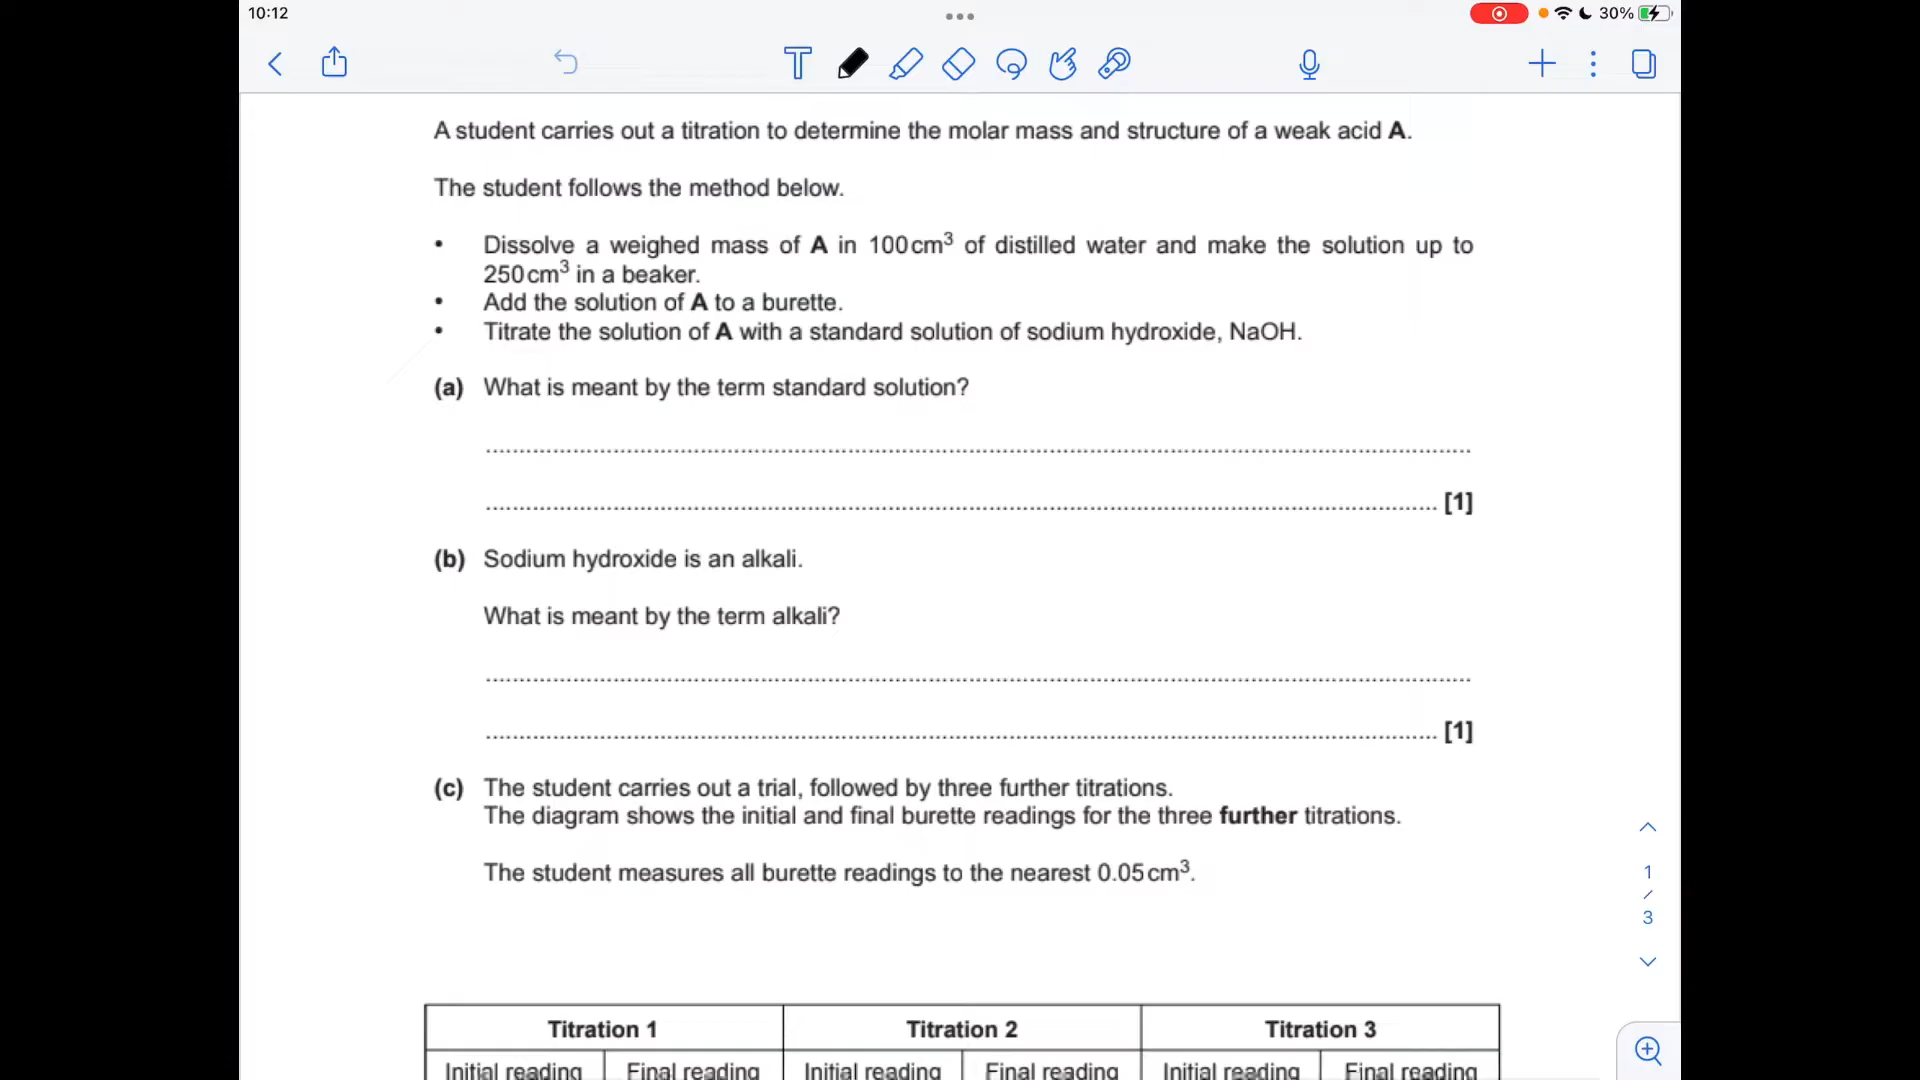 10:12
30%
A student carries out a titration to determine the molar mass and structure of a weak acid A.
The student follows the method below.
• Dissolve a weighed mass of A in 100 cm³ of distilled water and make the solution up to
250 cm³ in a beaker.
• Add the solution of A to a burette.
• Titrate the solution of A with a standard solution of sodium hydroxide, NaOH.
(a) What is meant by the term standard solution?
[1]
(b) Sodium hydroxide is an alkali.
What is meant by the term alkali?
[1]
(c) The student carries out a trial, followed by three further titrations.
The diagram shows the initial and final burette readings for the three further titrations.
The student measures all burette readings to the nearest 0.05 cm³.
1
/
3
Titration 1 Titration 2 Titration 3
Initial reading Final reading Initial reading Final reading Initial reading Final reading